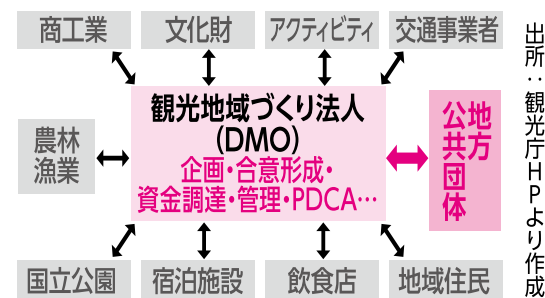 商工業
文化財
アクティビティ
交通事業者
農林
漁業
観光地域づくり法人
(DMO)
企画・合意形成・
資金調達・管理・PDCA…
地方
公共団体
国立公園
宿泊施設
飲食店
地域住民
出所：観光庁HPより作成